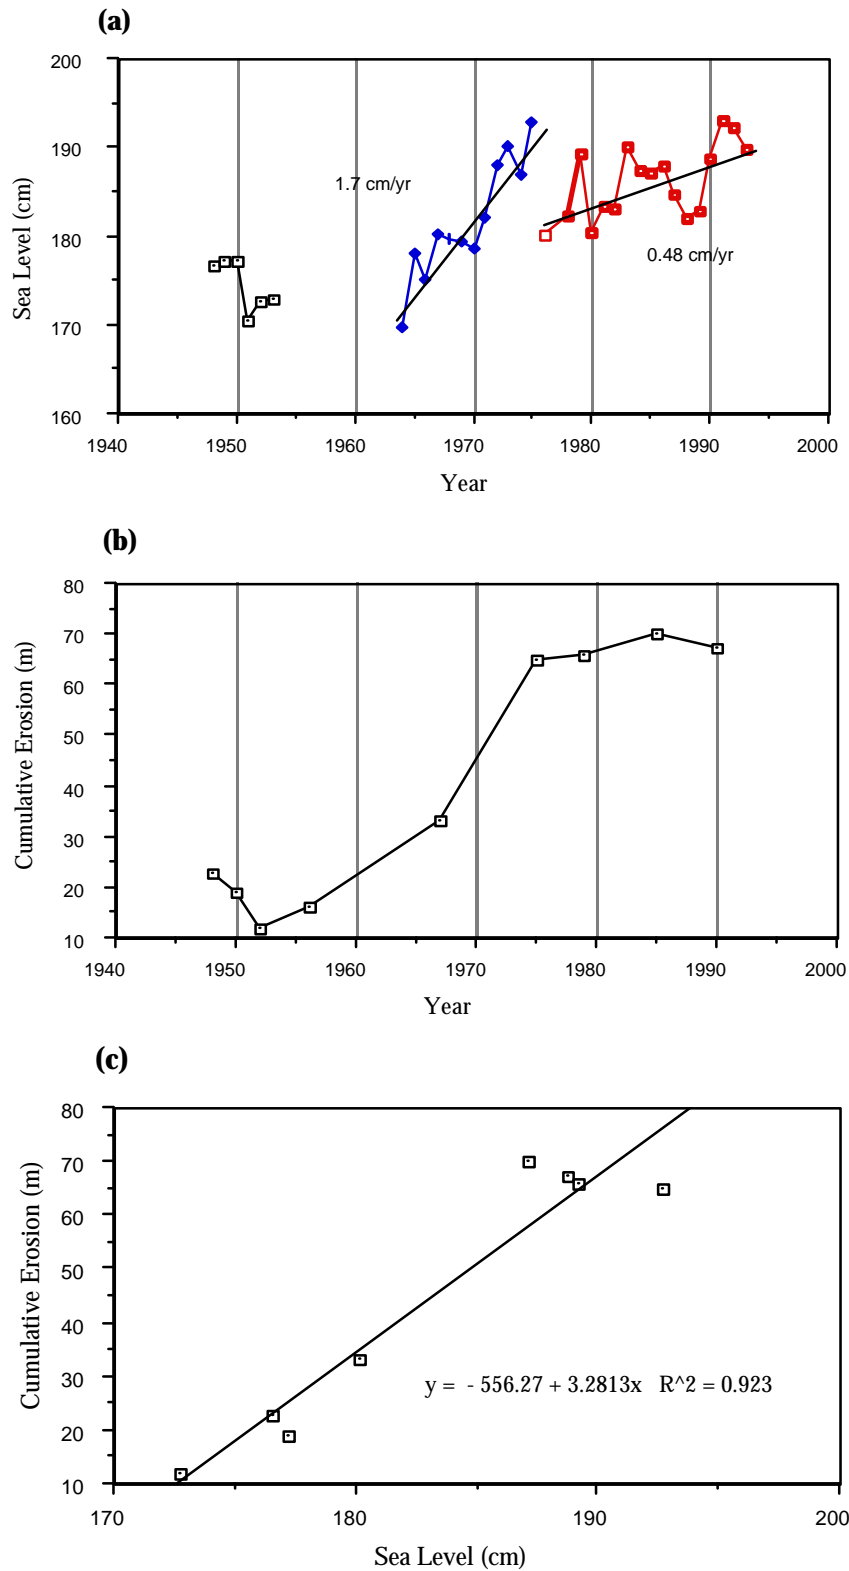 (a)
200
190
180
170
160
Sea Level (cm)
1.7 cm/yr
0.48 cm/yr
1940 1950 1960 1970 1980 1990 2000
Year
(b)
80
70
60
50
40
30
20
10
Cumulative Erosion (m)
1940 1950 1960 1970 1980 1990 2000
Year
(c)
80
70
60
50
40
30
20
10
Cumulative Erosion (m)
y = - 556.27 + 3.2813x R^2 = 0.923
170 180 190 200
Sea Level (cm)